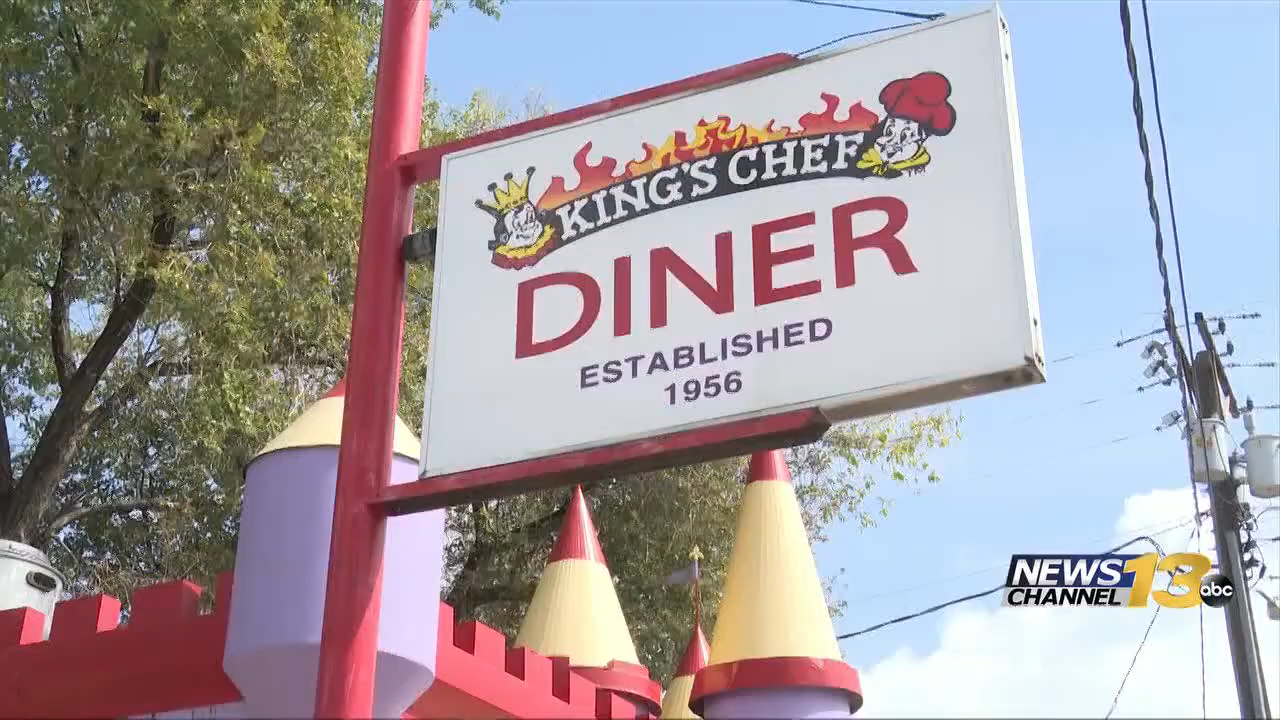 KING'S CHEF
DINER
ESTABLISHED
1956
NEWS
CHANNEL 13 abc